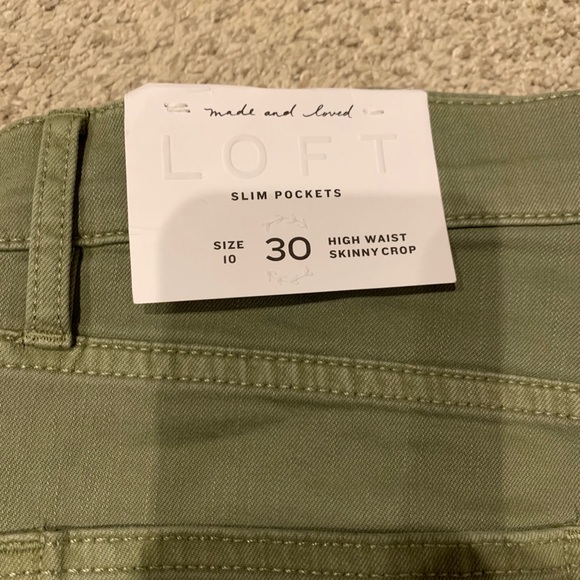 made and loved
LOFT
SLIM POCKETS
SIZE 10
30
HIGH WAIST
SKINNY CROP